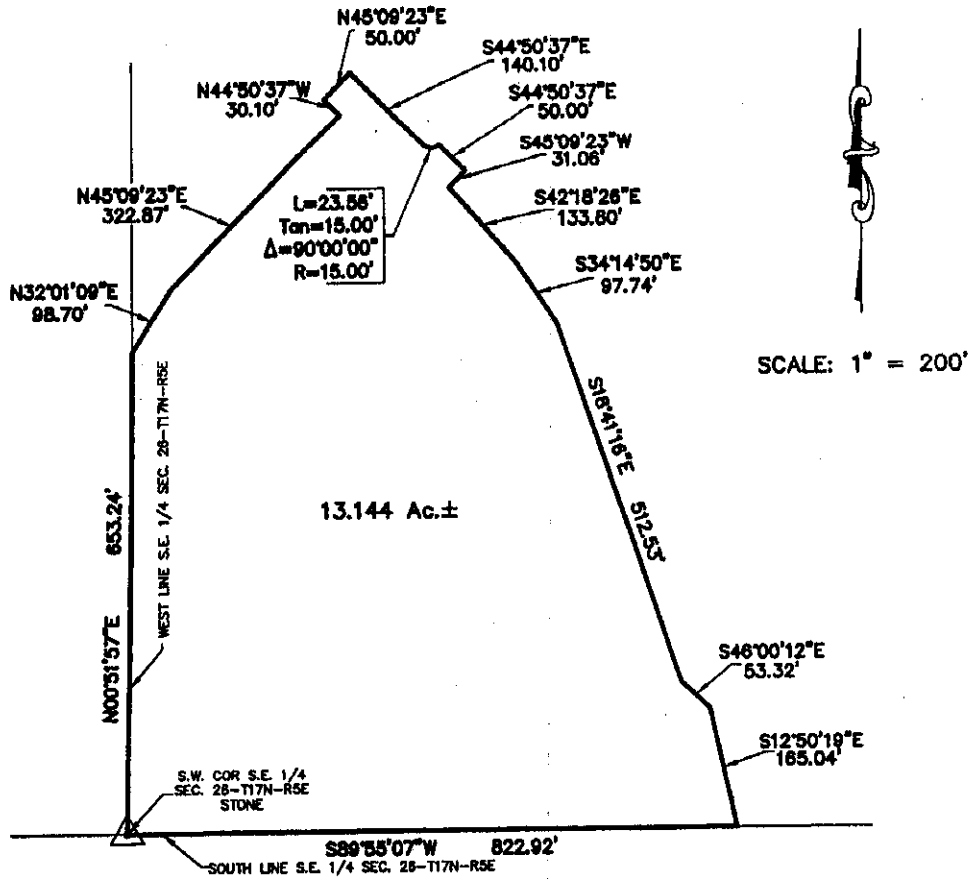 N45°09'23"E
50.00'
S44°50'37"E
140.10'
N44°50'37"W
30.10'
S44°50'37"E
50.00'
S45°09'23"W
31.06'
N45°09'23"E
322.87'
L=23.56'
Tan=15.00'
Δ=90°00'00"
R=15.00'
S42°18'26"E
133.80'
S34°14'50"E
97.74'
N32°01'09"E
98.70'
SCALE: 1" = 200'
S18°41'16"E 512.53'
13.144 Ac.±
N00°51'57"E 653.24'
WEST LINE S.E. 1/4 SEC. 26-T17N-R5E
S46°00'12"E
53.32'
S12°50'19"E
165.04'
S.W. COR S.E. 1/4
SEC. 26-T17N-R5E
STONE
S89°55'07"W 822.92'
SOUTH LINE S.E. 1/4 SEC. 26-T17N-R5E